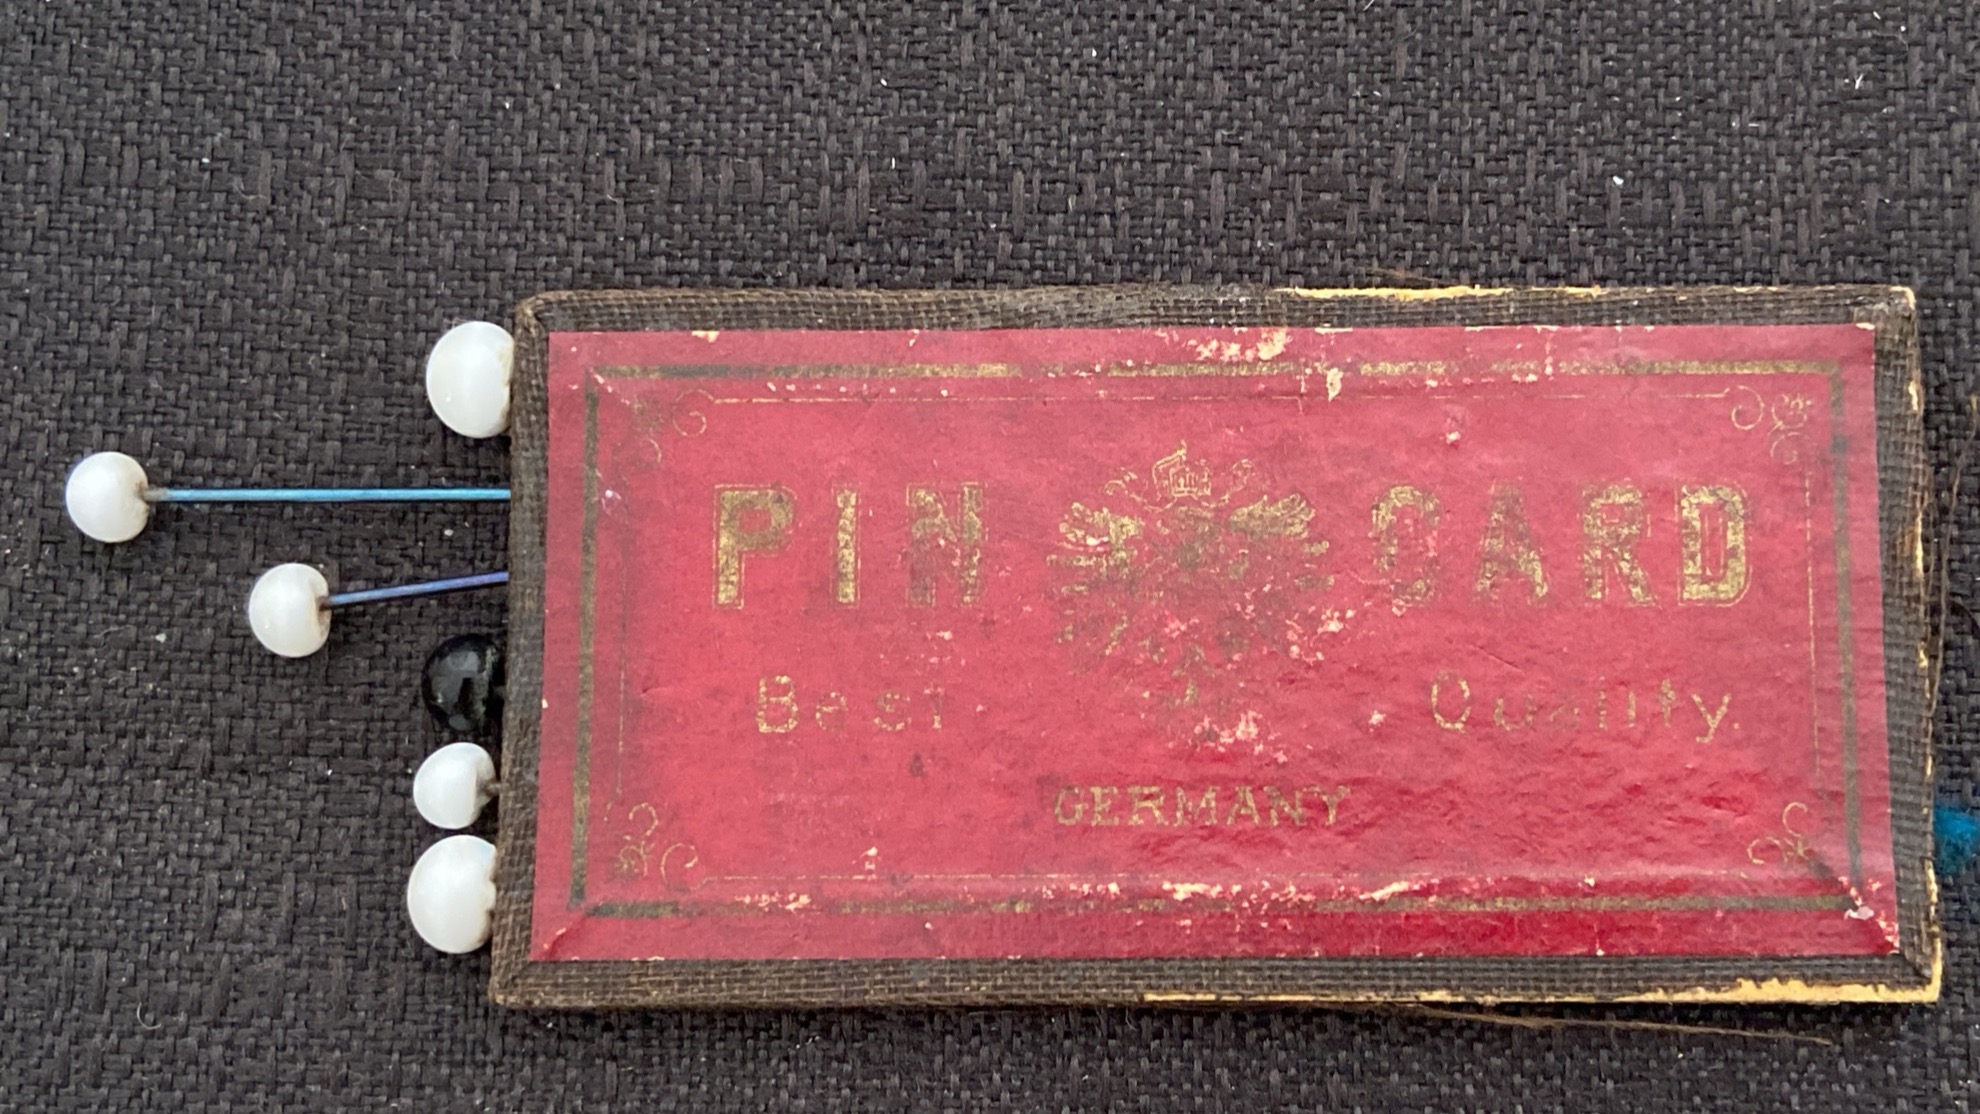 PIN CARD
Best Quality.
GERMANY